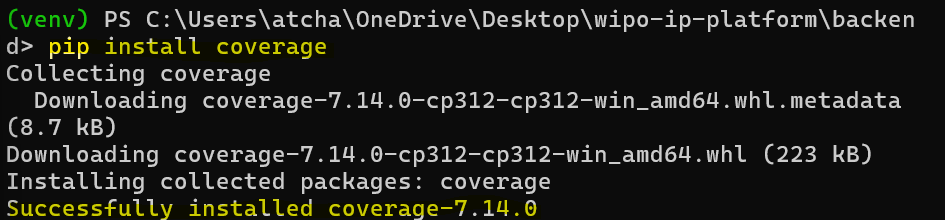 (venv) PS C:\Users\atcha\OneDrive\Desktop\wipo-ip-platform\backen
d> pip install coverage
Collecting coverage
  Downloading coverage-7.14.0-cp312-cp312-win_amd64.whl.metadata
(8.7 kB)
Downloading coverage-7.14.0-cp312-cp312-win_amd64.whl (223 kB)
Installing collected packages: coverage
Successfully installed coverage-7.14.0